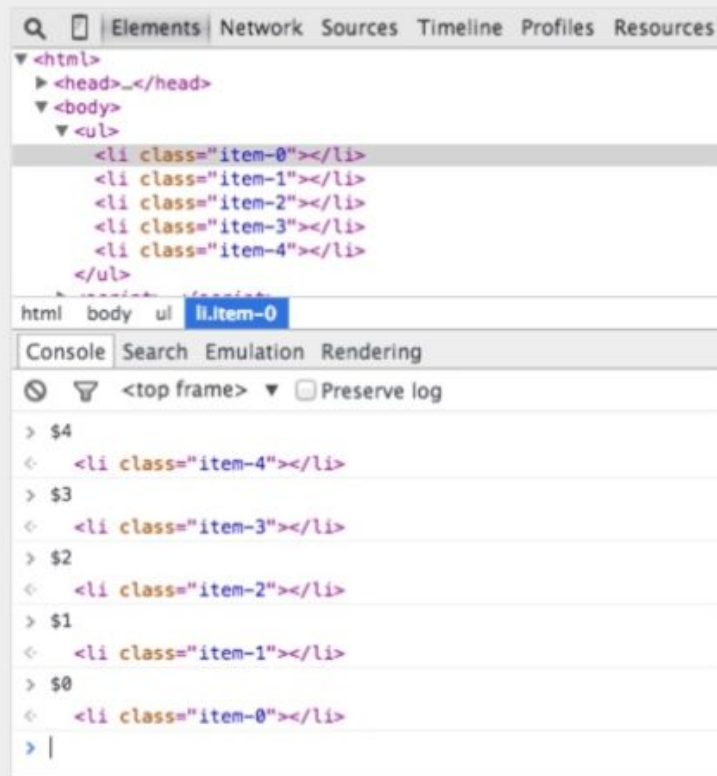 Elements Network Sources Timeline Profiles Resources
▼<html>
▶<head>…</head>
▼<body>
▼<ul>
<li class="item-0"></li>
<li class="item-1"></li>
<li class="item-2"></li>
<li class="item-3"></li>
<li class="item-4"></li>
</ul>
html body ul li.item-0
Console Search Emulation Rendering
<top frame> ▼ Preserve log
> $4
<li class="item-4"></li>
> $3
<li class="item-3"></li>
> $2
<li class="item-2"></li>
> $1
<li class="item-1"></li>
> $0
<li class="item-0"></li>
>